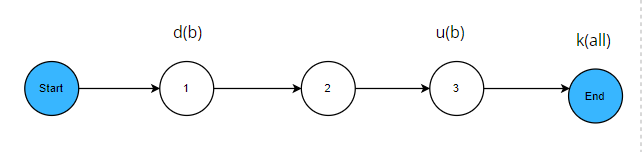 d(b)
u(b)
k(all)
Start
1
2
3
End